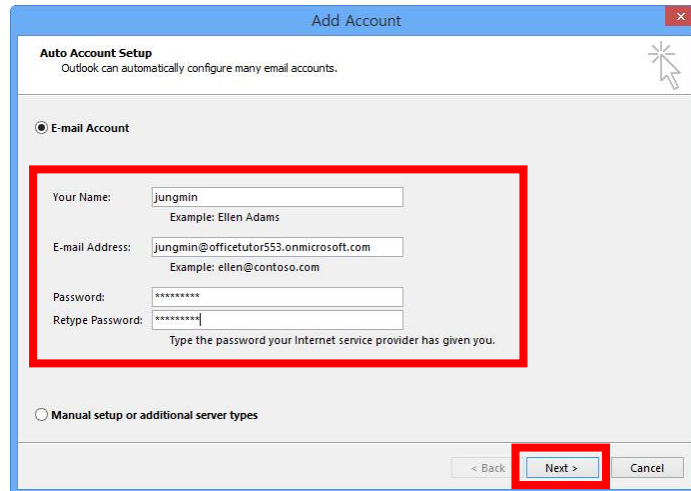 Add Account
Auto Account Setup
Outlook can automatically configure many email accounts.
E-mail Account
Your Name: jungmin
Example: Ellen Adams
E-mail Address: jungmin@officetutor553.onmicrosoft.com
Example: ellen@contoso.com
Password: *********
Retype Password: *********
Type the password your Internet service provider has given you.
Manual setup or additional server types
< Back Next > Cancel